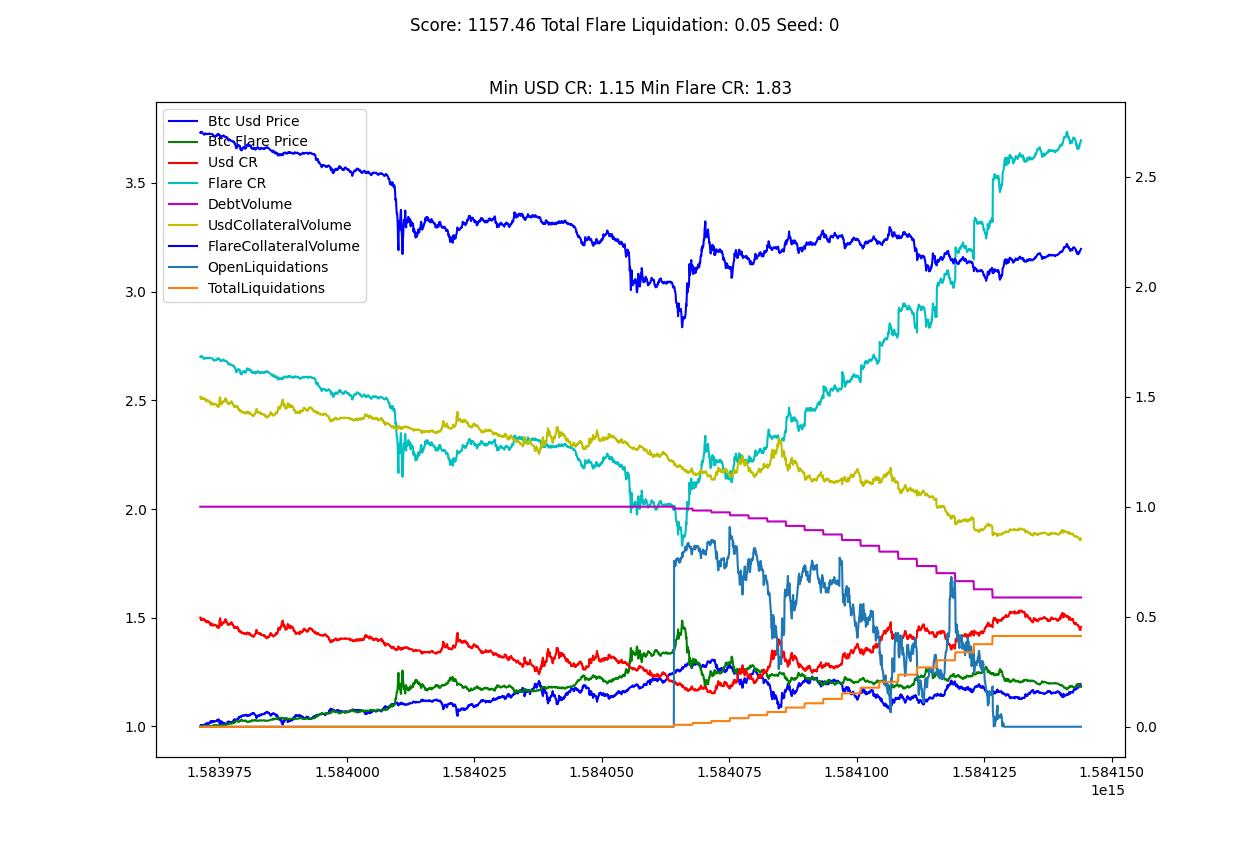 Score: 1157.46 Total Flare Liquidation: 0.05 Seed: 0
Min USD CR: 1.15 Min Flare CR: 1.83
Btc Usd Price
Btc Flare Price
Usd CR
Flare CR
DebtVolume
UsdCollateralVolume
FlareCollateralVolume
OpenLiquidations
TotalLiquidations
3.5
3.0
2.5
2.0
1.5
1.0
2.5
2.0
1.5
1.0
0.5
0.0
1.583975
1.584000
1.584025
1.584050
1.584075
1.584100
1.584125
1.584150
1e15